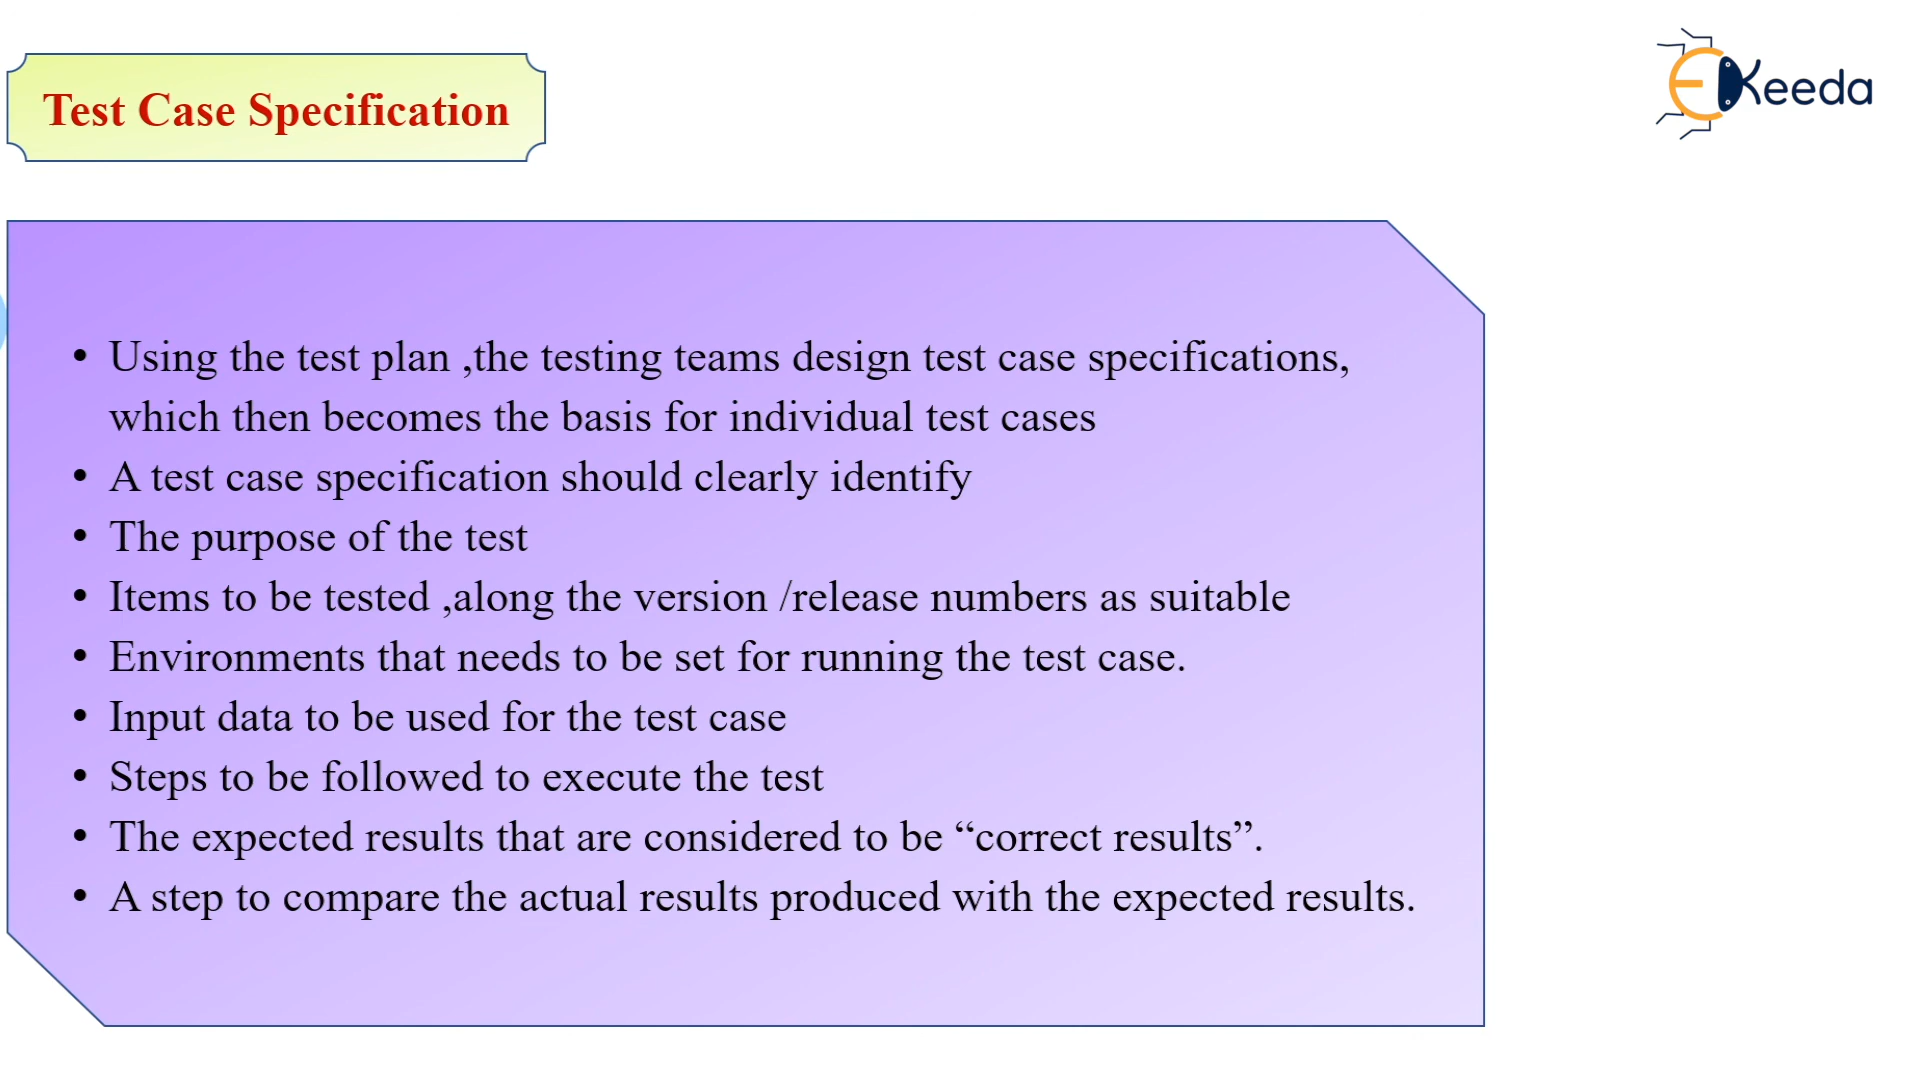 Test Case Specification
EKeeda
• Using the test plan ,the testing teams design test case specifications,
which then becomes the basis for individual test cases
• A test case specification should clearly identify
• The purpose of the test
• Items to be tested ,along the version /release numbers as suitable
• Environments that needs to be set for running the test case.
• Input data to be used for the test case
• Steps to be followed to execute the test
• The expected results that are considered to be “correct results”.
• A step to compare the actual results produced with the expected results.